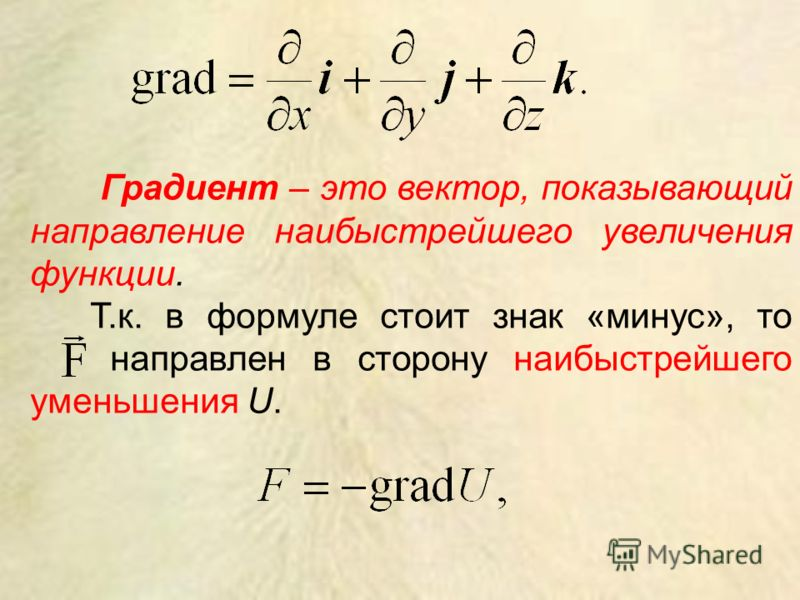 grad = ∂/∂x i + ∂/∂y j + ∂/∂z k.
Градиент – это вектор, показывающий
направление наибыстрейшего увеличения
функции.
Т.к. в формуле стоит знак «минус», то
F⃗ направлен в сторону наибыстрейшего
уменьшения U.
F = −gradU,
MyShared